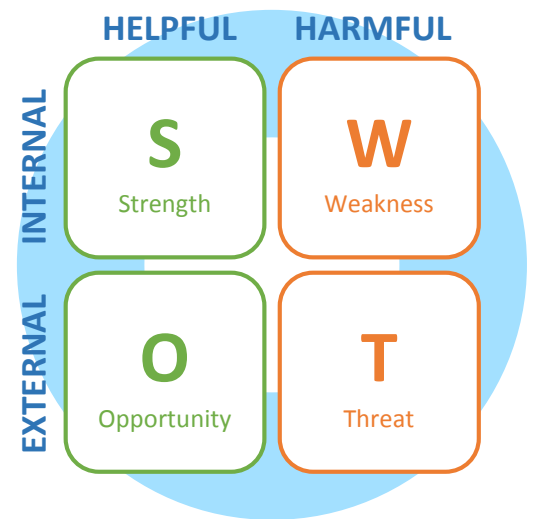 HELPFUL HARMFUL
INTERNAL
S
Strength
W
Weakness
EXTERNAL
O
Opportunity
T
Threat